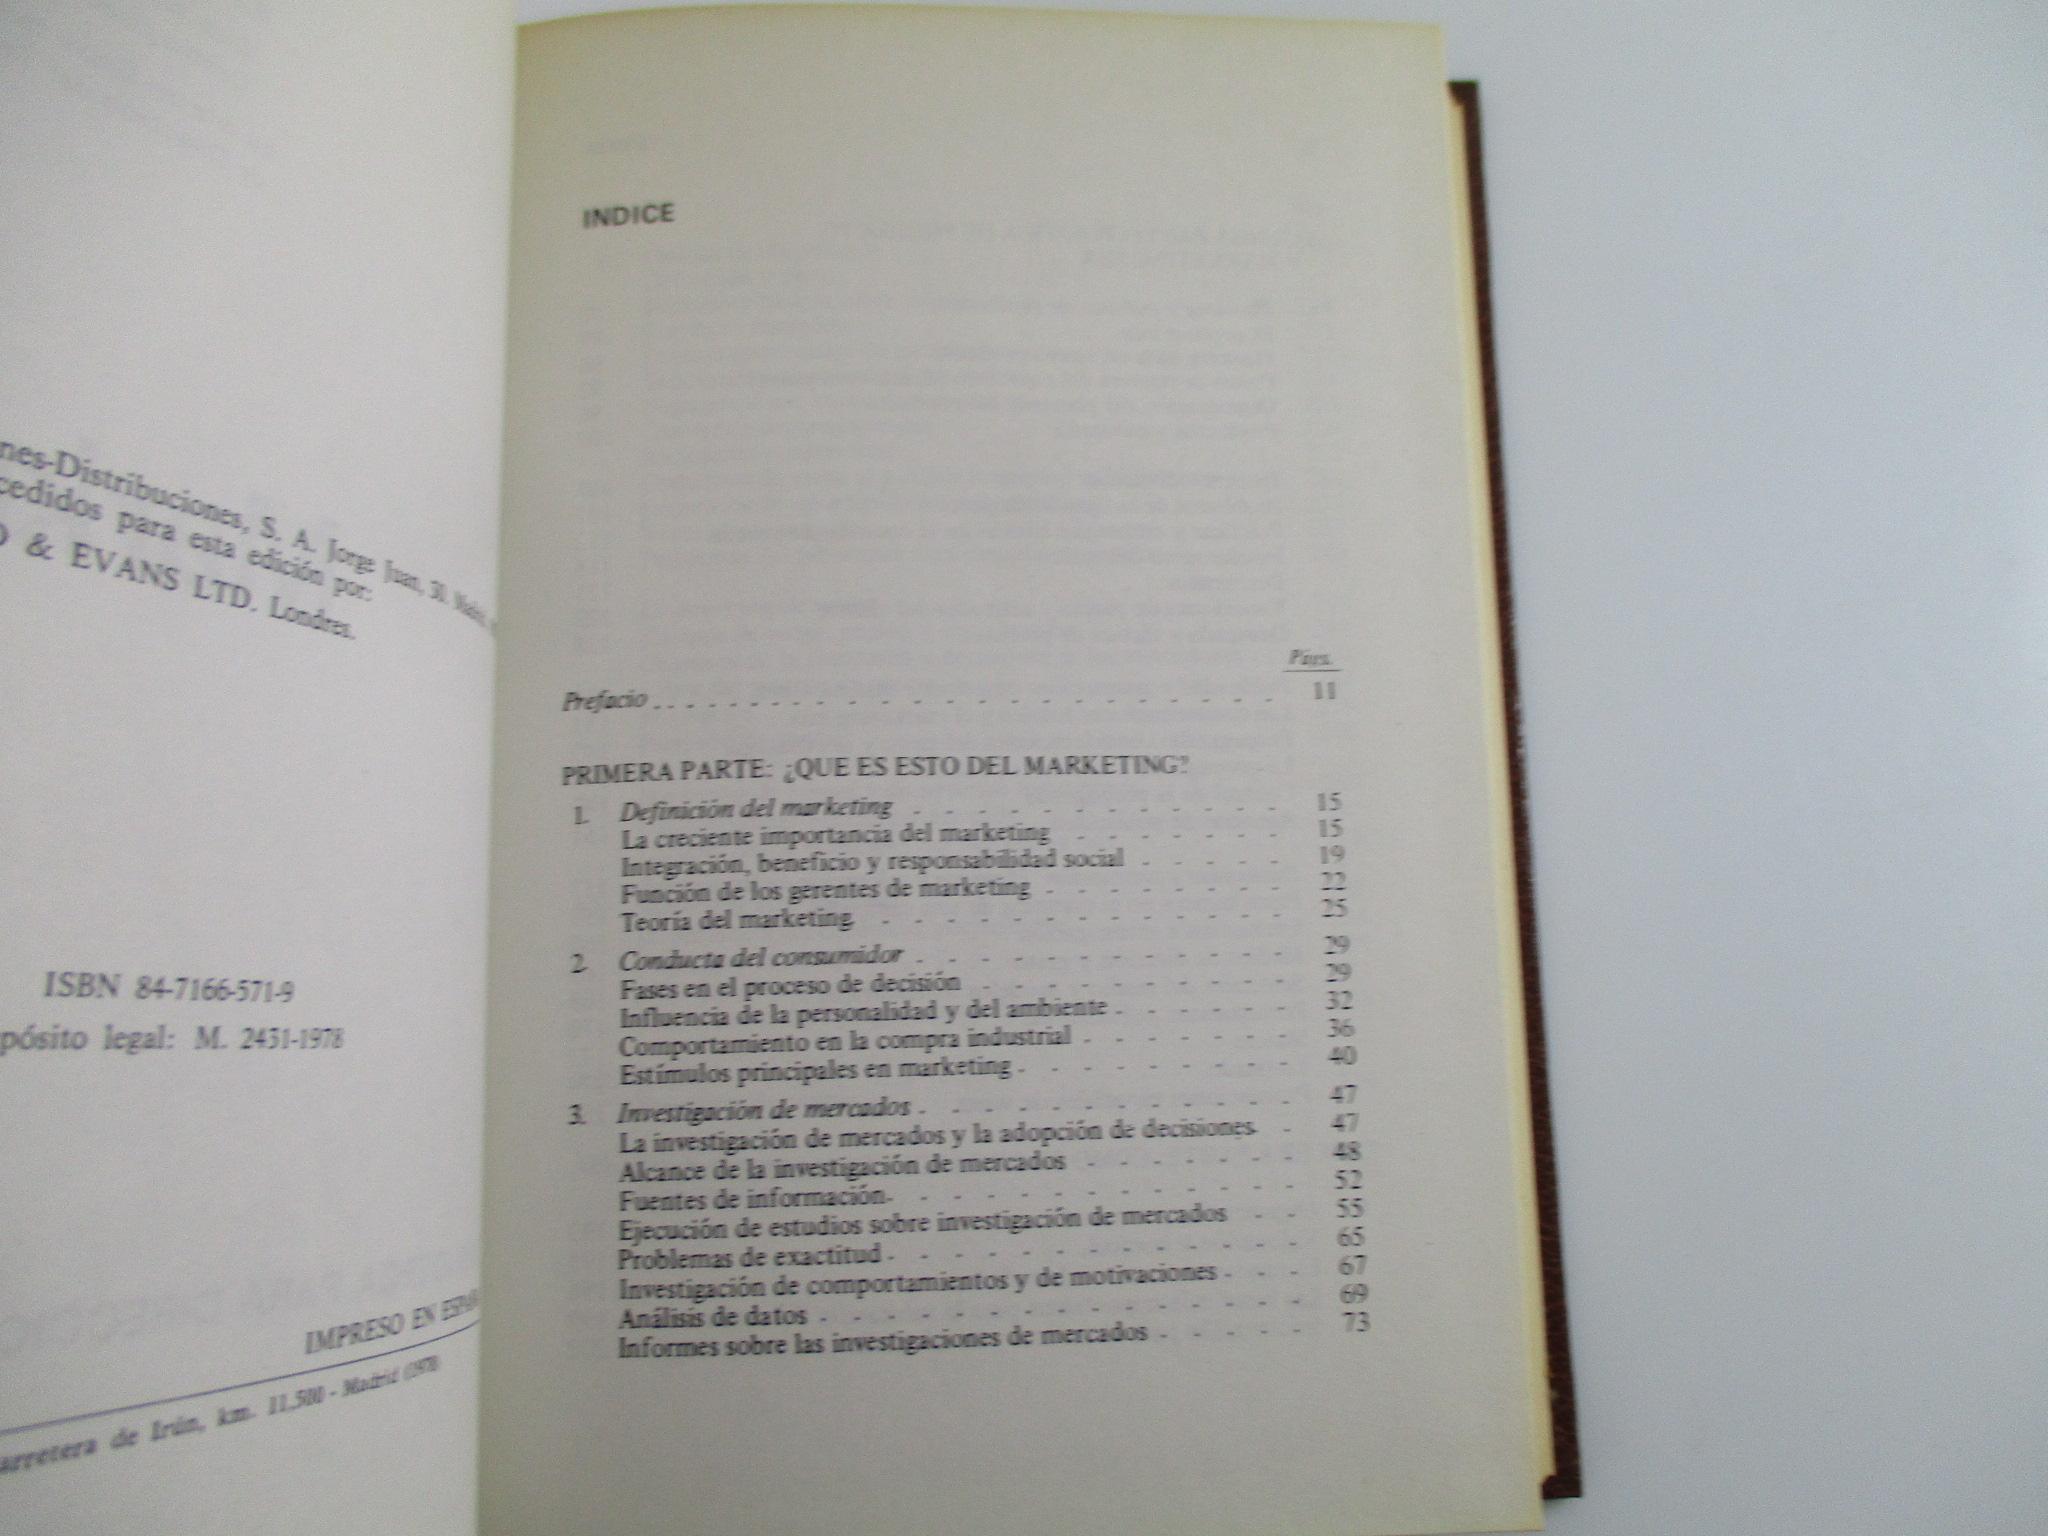 nes-Distribuciones, S. A. Jorge Juan, 30. Madrid.
cedidos para esta edición por:
& EVANS LTD. Londres.
ISBN 84-7166-571-9
pósito legal: M. 2431-1978
IMPRESO EN ESPAÑ
arretera de Irún, km. 11.500 - Madrid (1978
INDICE
Págs.
Prefacio . . . . . . . . . . . . . . . . . . . . . . 11
PRIMERA PARTE: ¿QUE ES ESTO DEL MARKETING?
1. Definición del marketing . . . . . . . . . . . . 15
La creciente importancia del marketing . . . . . . . 15
Integración, beneficio y responsabilidad social . . . . . 19
Función de los gerentes de marketing . . . . . . . . 22
Teoría del marketing . . . . . . . . . . . . . 25
2. Conducta del consumidor . . . . . . . . . . . . 29
Fases en el proceso de decisión . . . . . . . . . . 29
Influencia de la personalidad y del ambiente . . . . . . 32
Comportamiento en la compra industrial . . . . . . . 36
Estímulos principales en marketing . . . . . . . . . 40
3. Investigación de mercados . . . . . . . . . . . . 47
La investigación de mercados y la adopción de decisiones. . 47
Alcance de la investigación de mercados . . . . . . . 48
Fuentes de información . . . . . . . . . . . . . 52
Ejecución de estudios sobre investigación de mercados . . 55
Problemas de exactitud . . . . . . . . . . . . . 65
Investigación de comportamientos y de motivaciones . . . 67
Análisis de datos . . . . . . . . . . . . . . . 69
Informes sobre las investigaciones de mercados . . . . . 73